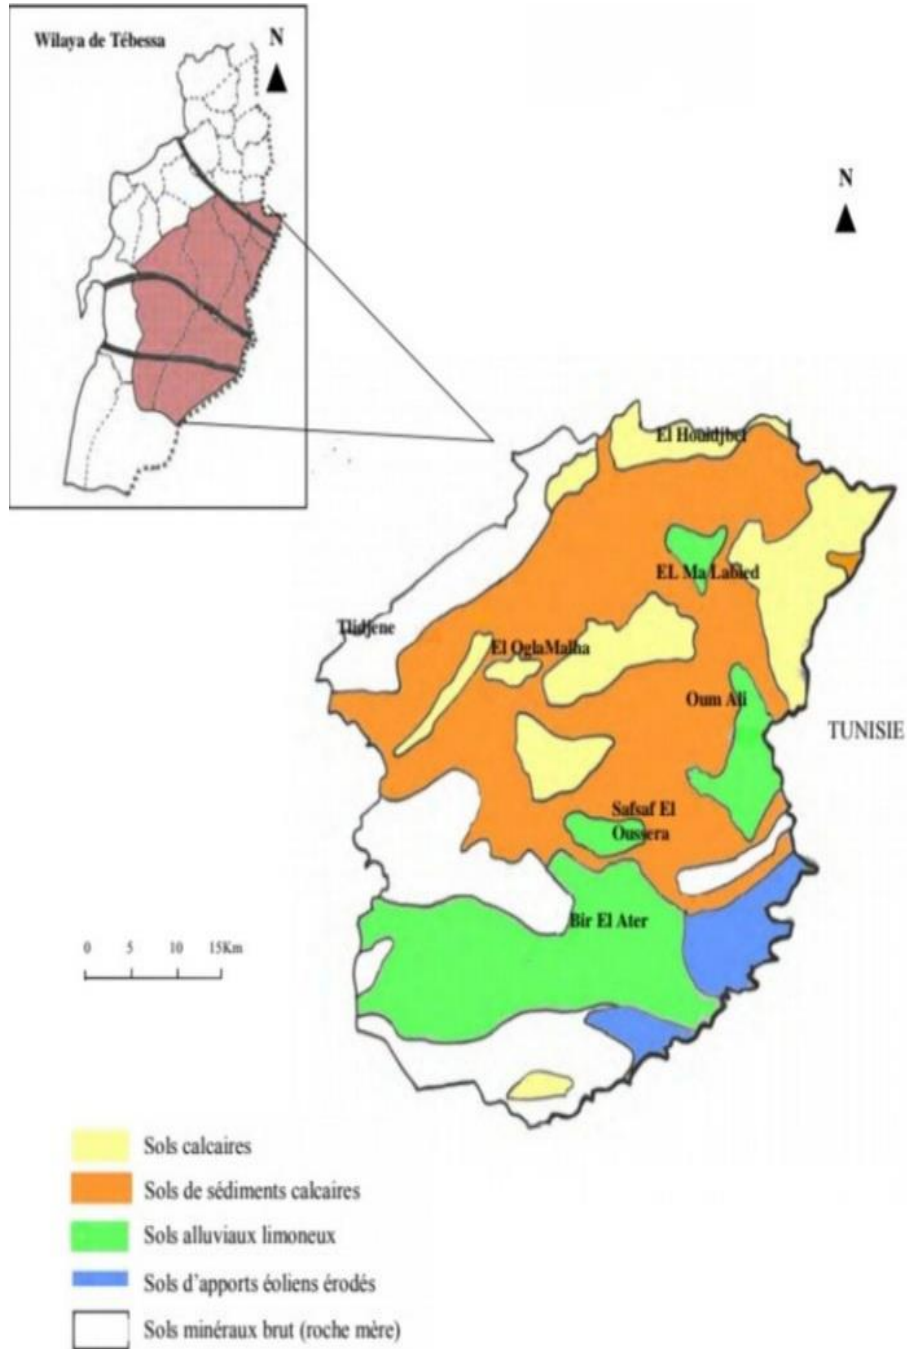 Wilaya de Tébessa
N
N
El Houidjbet
EL Ma Labied
Tlidjene
El OglaMalha
Oum Ali
TUNISIE
Safsaf El
Oussera
Bir El Ater
0 5 10 15Km
Sols calcaires
Sols de sédiments calcaires
Sols alluviaux limoneux
Sols d'apports éoliens érodés
Sols minéraux brut (roche mère)